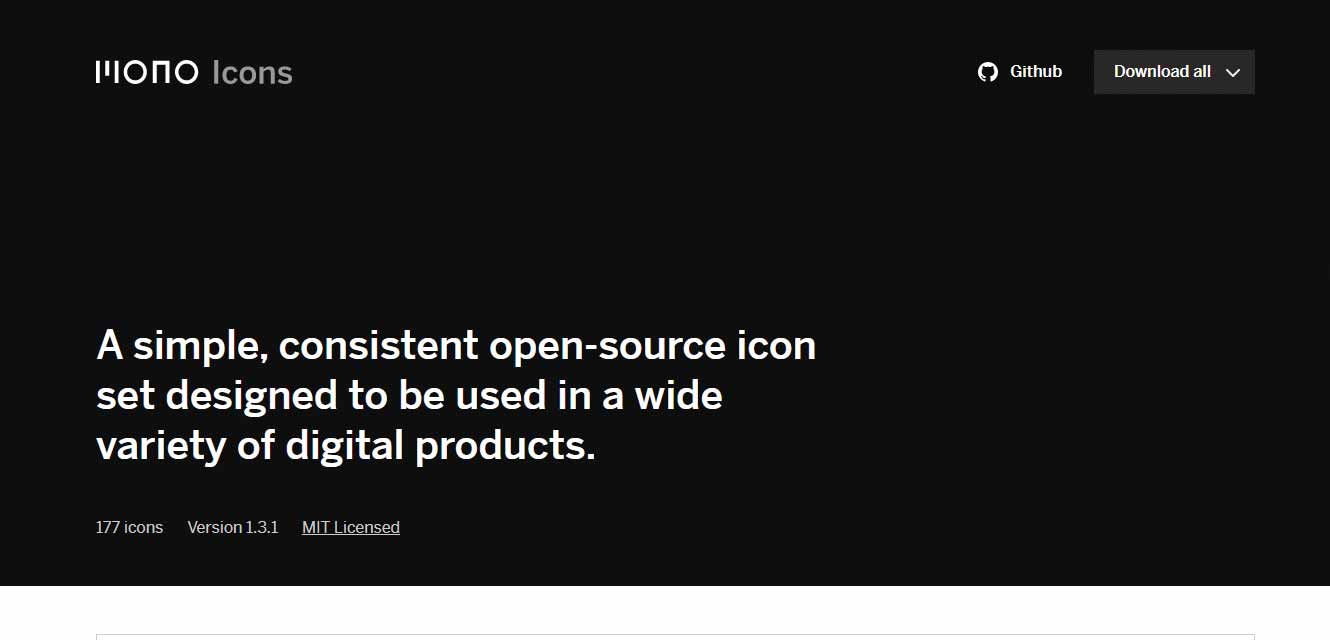 mono Icons
Github
Download all
A simple, consistent open-source icon
set designed to be used in a wide
variety of digital products.
177 icons
Version 1.3.1
MIT Licensed